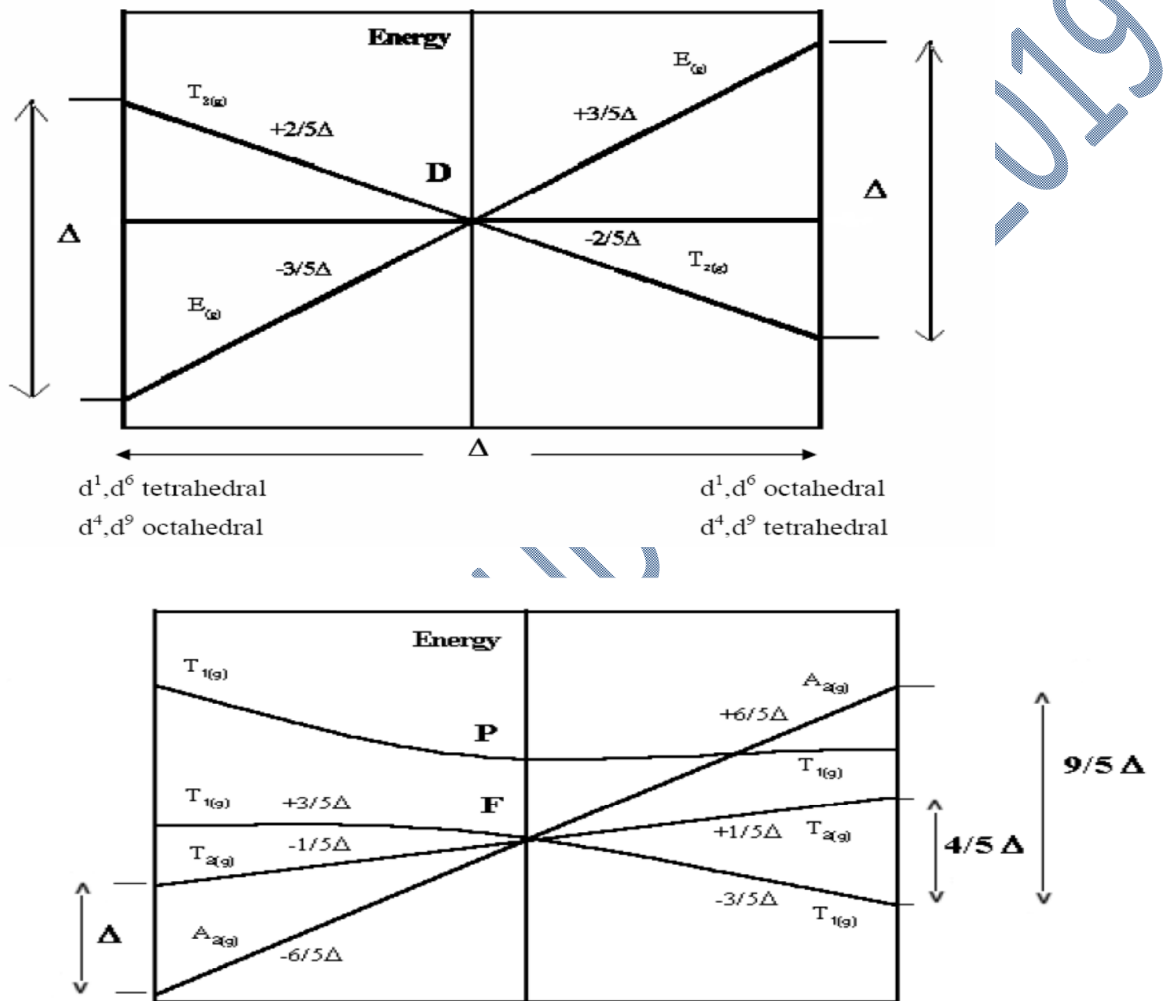 Energy
E(g)
T2(g)
+2/5Δ
+3/5Δ
D
Δ
Δ
-2/5Δ
-3/5Δ
T2(g)
E(g)
Δ
d¹,d⁶ tetrahedral
d⁴,d⁹ octahedral
d¹,d⁶ octahedral
d⁴,d⁹ tetrahedral
Energy
T1(g)
A2(g)
+6/5Δ
P
9/5 Δ
T1(g)
T1(g)
+3/5Δ
F
-1/5Δ
+1/5Δ
T2(g)
T2(g)
4/5 Δ
-3/5Δ
T1(g)
Δ
A2(g)
-6/5Δ
019